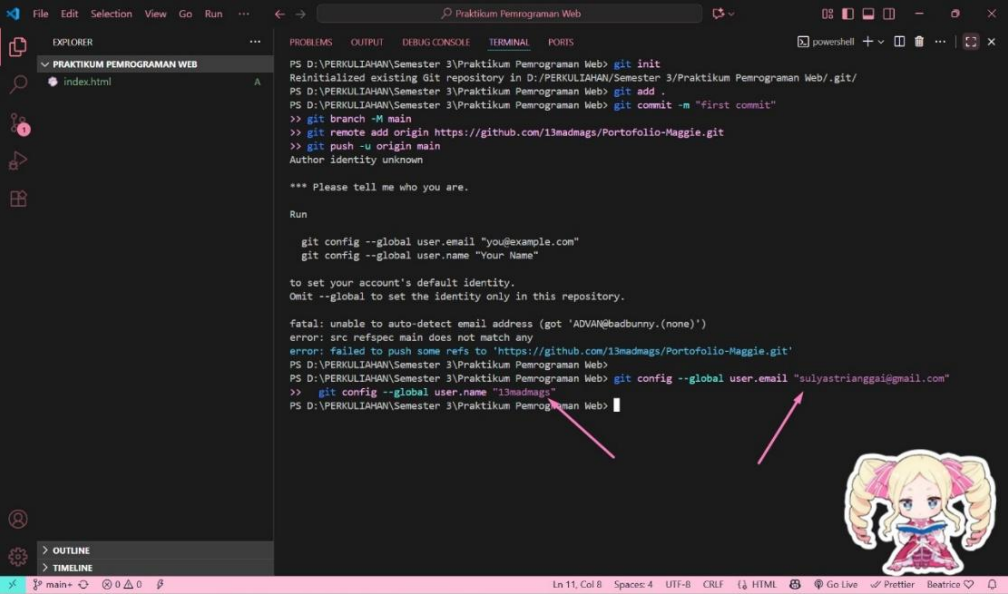 File Edit Selection View Go Run ··· ← → Praktikum Pemrograman Web
EXPLORER ···
PRAKTIKUM PEMROGRAMAN WEB
index.html A
1
PROBLEMS OUTPUT DEBUG CONSOLE TERMINAL PORTS powershell
PS D:\PERKULIAHAN\Semester 3\Praktikum Pemrograman Web> git init
Reinitialized existing Git repository in D:/PERKULIAHAN/Semester 3/Praktikum Pemrograman Web/.git/
PS D:\PERKULIAHAN\Semester 3\Praktikum Pemrograman Web> git add .
PS D:\PERKULIAHAN\Semester 3\Praktikum Pemrograman Web> git commit -m "first commit"
>> git branch -M main
>> git remote add origin https://github.com/13madmags/Portofolio-Maggie.git
>> git push -u origin main
Author identity unknown
*** Please tell me who you are.
Run
git config --global user.email "you@example.com"
git config --global user.name "Your Name"
to set your account's default identity.
Omit --global to set the identity only in this repository.
fatal: unable to auto-detect email address (got 'ADVAN@badbunny.(none)')
error: src refspec main does not match any
error: failed to push some refs to 'https://github.com/13madmags/Portofolio-Maggie.git'
PS D:\PERKULIAHAN\Semester 3\Praktikum Pemrograman Web>
PS D:\PERKULIAHAN\Semester 3\Praktikum Pemrograman Web> git config --global user.email "sulyastrianggai@gmail.com"
>> git config --global user.name "13madmags"
PS D:\PERKULIAHAN\Semester 3\Praktikum Pemrograman Web>
OUTLINE
TIMELINE
main+ 0 0 Ln 11, Col 8 Spaces: 4 UTF-8 CRLF HTML Go Live Prettier Beatrice